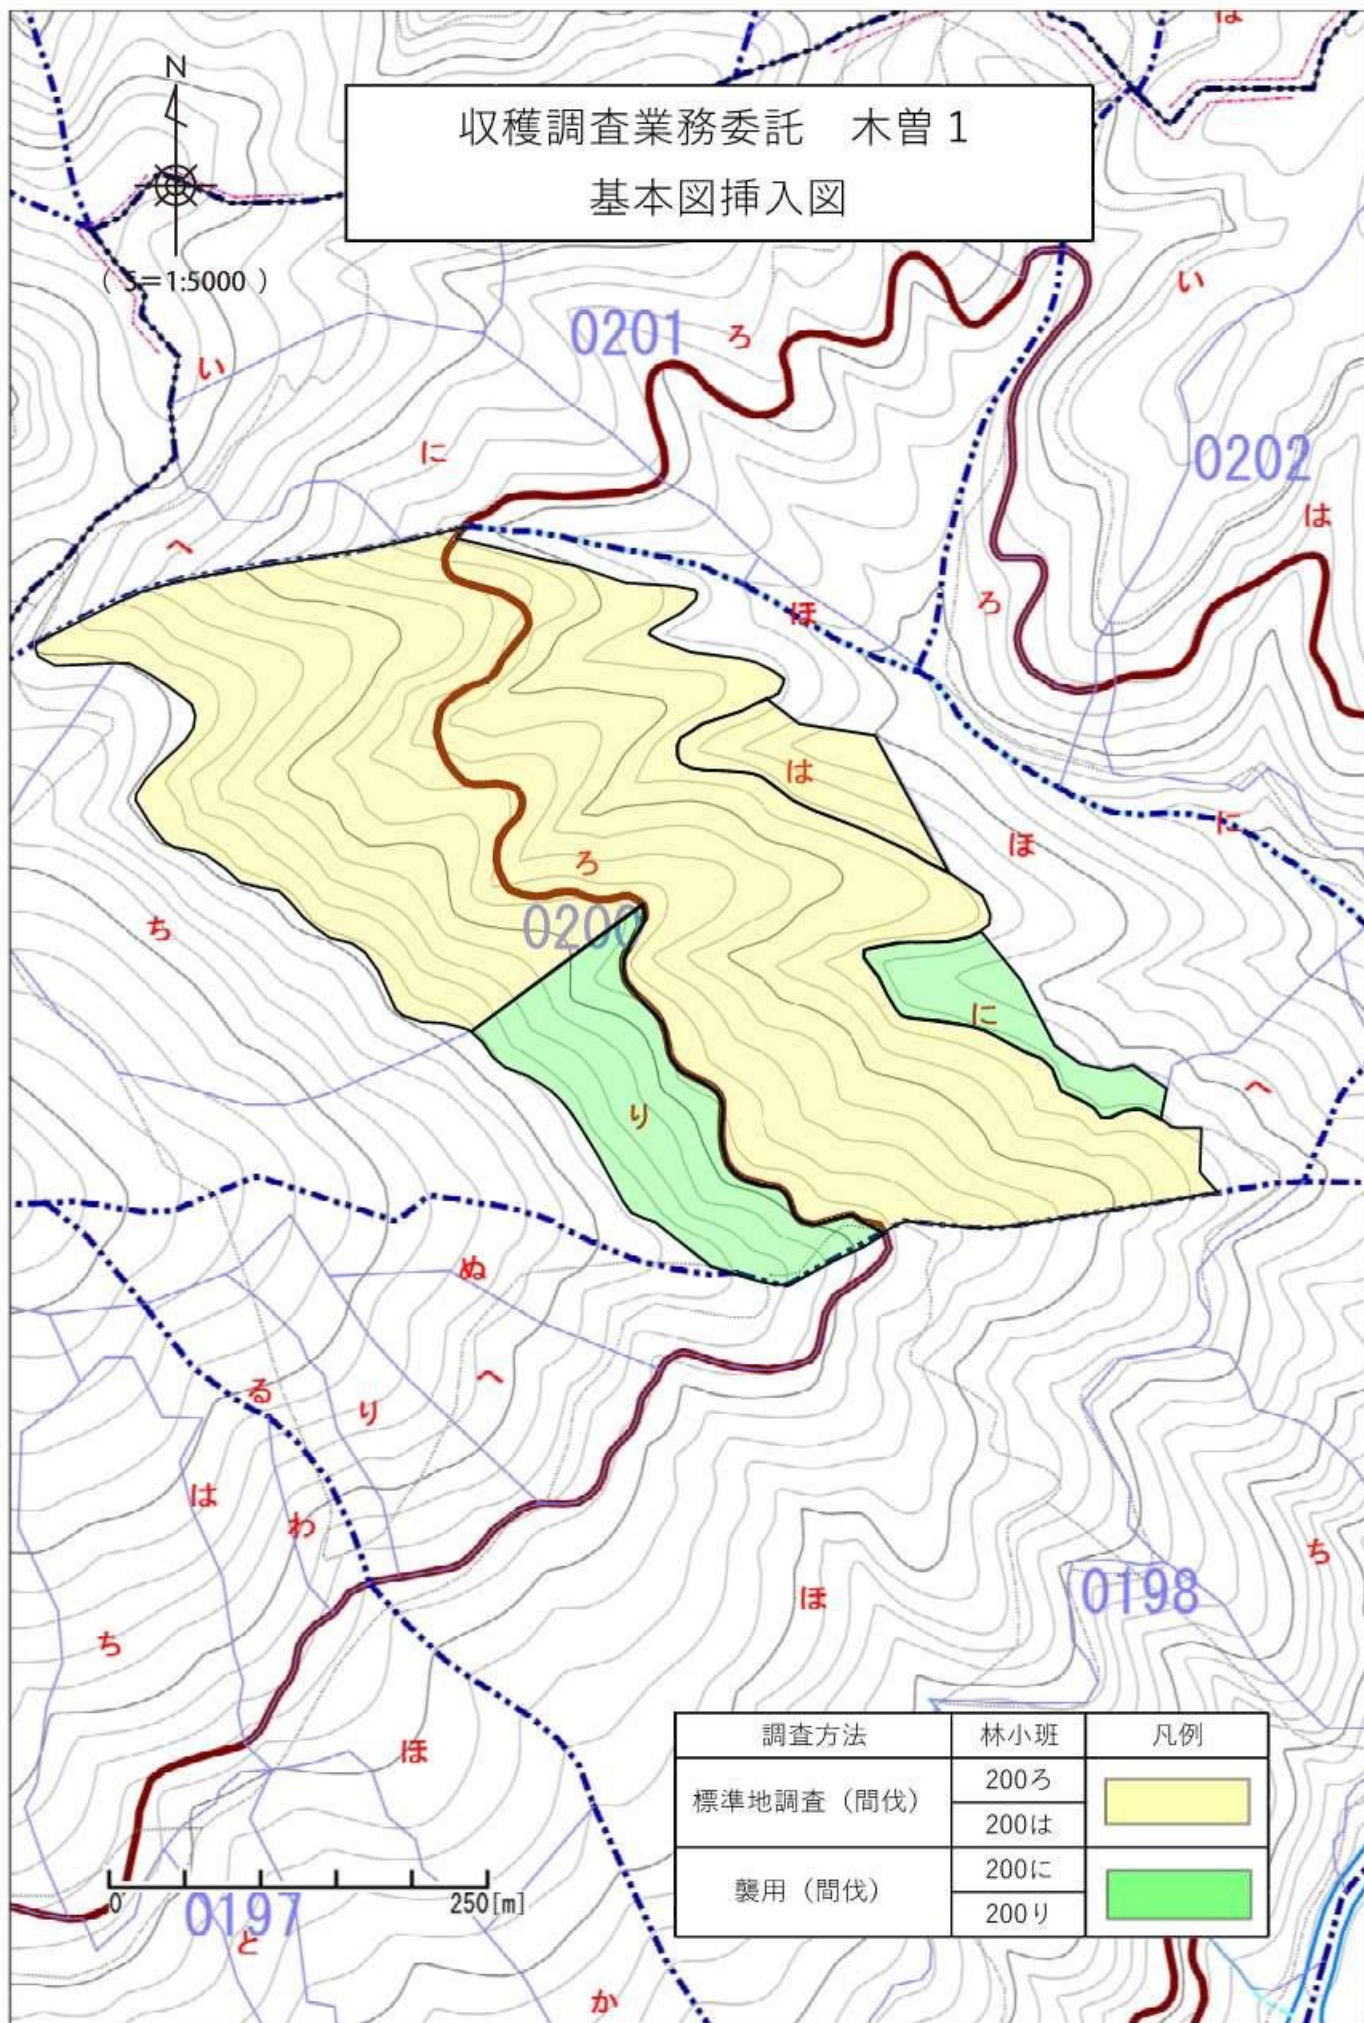 は
N
収穫調査業務委託　木曽１
基本図挿入図
( S=1:5000 )
い
0201
ろ
い
に
0202
は
へ
ほ
ろ
は
に
ほ
ろ
ち
0200
に
へ
り
ぬ
へ
る
り
は
わ
ち
ほ
0198
ち
ほ
調査方法
林小班
凡例
標準地調査（間伐）
200ろ
200は
襲用（間伐）
200に
200り
0
250[m]
0197
と
か